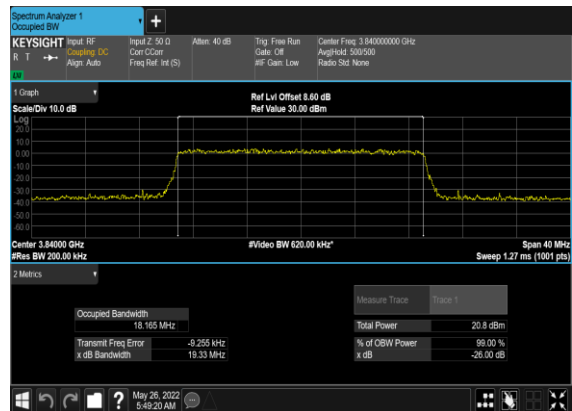 Spectrum Analyzer 1
Occupied BW
+
KEYSIGHT
R T
LW
Input: RF
Coupling: DC
Align: Auto
Input Z: 50 Ω
Corr CCorr
Freq Ref: Int (S)
Atten: 40 dB
Trig: Free Run
Gate: Off
#IF Gain: Low
Center Freq: 3.840000000 GHz
Avg|Hold: 500/500
Radio Std: None
1 Graph
Scale/Div 10.0 dB
Ref Lvl Offset 8.60 dB
Ref Value 30.00 dBm
Log
20.0
10.0
0.00
-10.0
-20.0
-30.0
-40.0
-50.0
-60.0
Center 3.84000 GHz
#Res BW 200.00 kHz
#Video BW 620.00 kHz*
Span 40 MHz
Sweep 1.27 ms (1001 pts)
2 Metrics
Measure Trace Trace 1
Occupied Bandwidth
18.165 MHz
Total Power 20.8 dBm
Transmit Freq Error -9.255 kHz
% of OBW Power 99.00 %
x dB Bandwidth 19.33 MHz
x dB -26.00 dB
?
May 26, 2022
5:49:20 AM